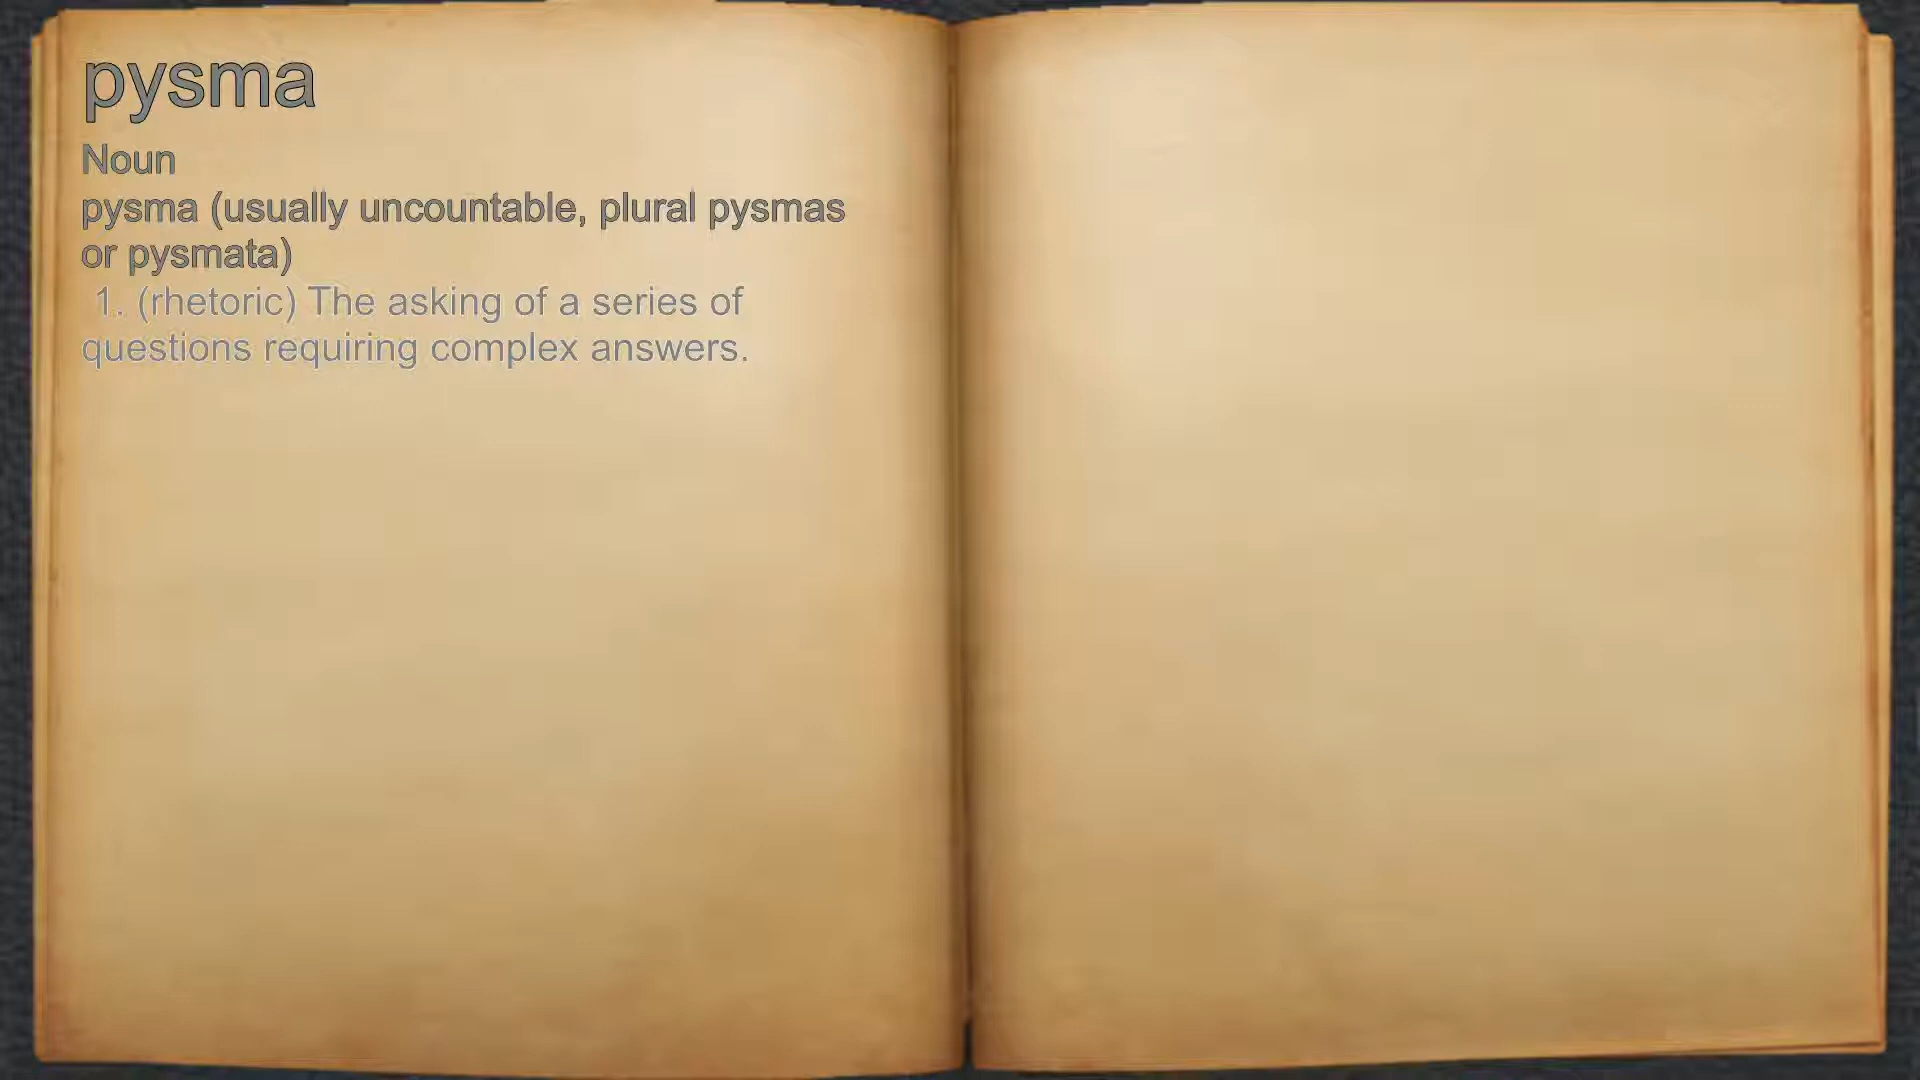 pysma
Noun
pysma (usually uncountable, plural pysmas
or pysmata)
1. (rhetoric) The asking of a series of
questions requiring complex answers.